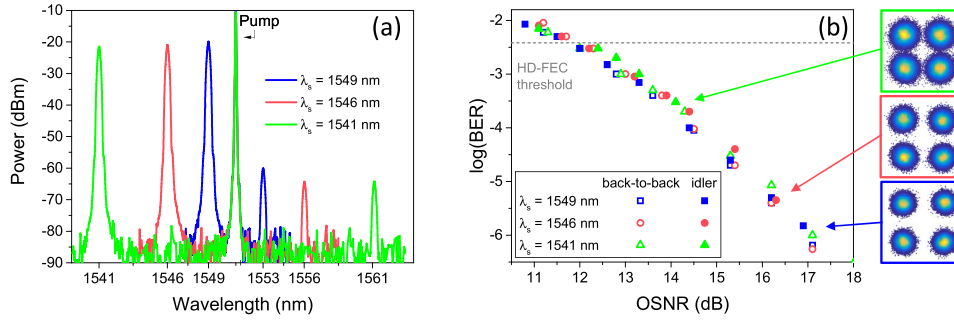 (a)
Pump
λs = 1549 nm
λs = 1546 nm
λs = 1541 nm
Power (dBm)
-10
-20
-30
-40
-50
-60
-70
-80
-90
1541
1546
1549
1553
1556
1561
Wavelength (nm)
(b)
HD-FEC
threshold
log(BER)
-2
-3
-4
-5
-6
back-to-back idler
λs = 1549 nm
λs = 1546 nm
λs = 1541 nm
11 12 13 14 15 16 17 18
OSNR (dB)